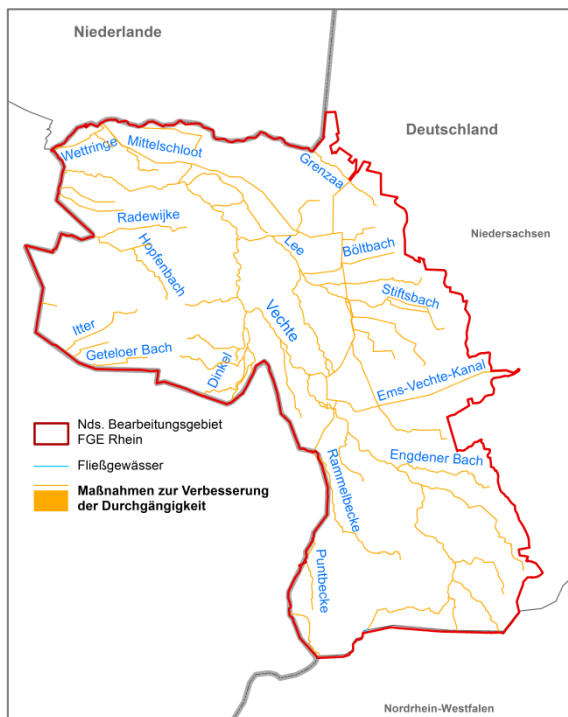 Niederlande
Deutschland
Wettringe
Mittelschloot
Grenzaa
Radewijke
Niedersachsen
Lee
Böltbach
Hopfenbach
Stiftsbach
Vechte
Itter
Geteloer Bach
Dinkel
Ems-Vechte-Kanal
Nds. Bearbeitungsgebiet
FGE Rhein
Engdener Bach
Fließgewässer
Rammelbecke
Maßnahmen zur Verbesserung
der Durchgängigkeit
Puntbecke
Nordrhein-Westfalen